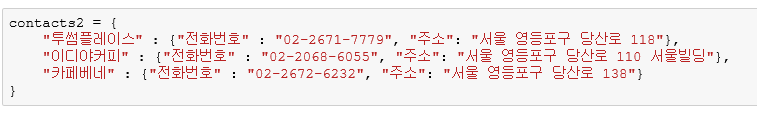 contacts2 = {
    "투썸플레이스" : {"전화번호" : "02-2671-7779", "주소": "서울 영등포구 당산로 118"},
    "이디야커피" : {"전화번호" : "02-2068-6055", "주소": "서울 영등포구 당산로 110 서울빌딩"},
    "카페베네" : {"전화번호" : "02-2672-6232", "주소": "서울 영등포구 당산로 138"}
}